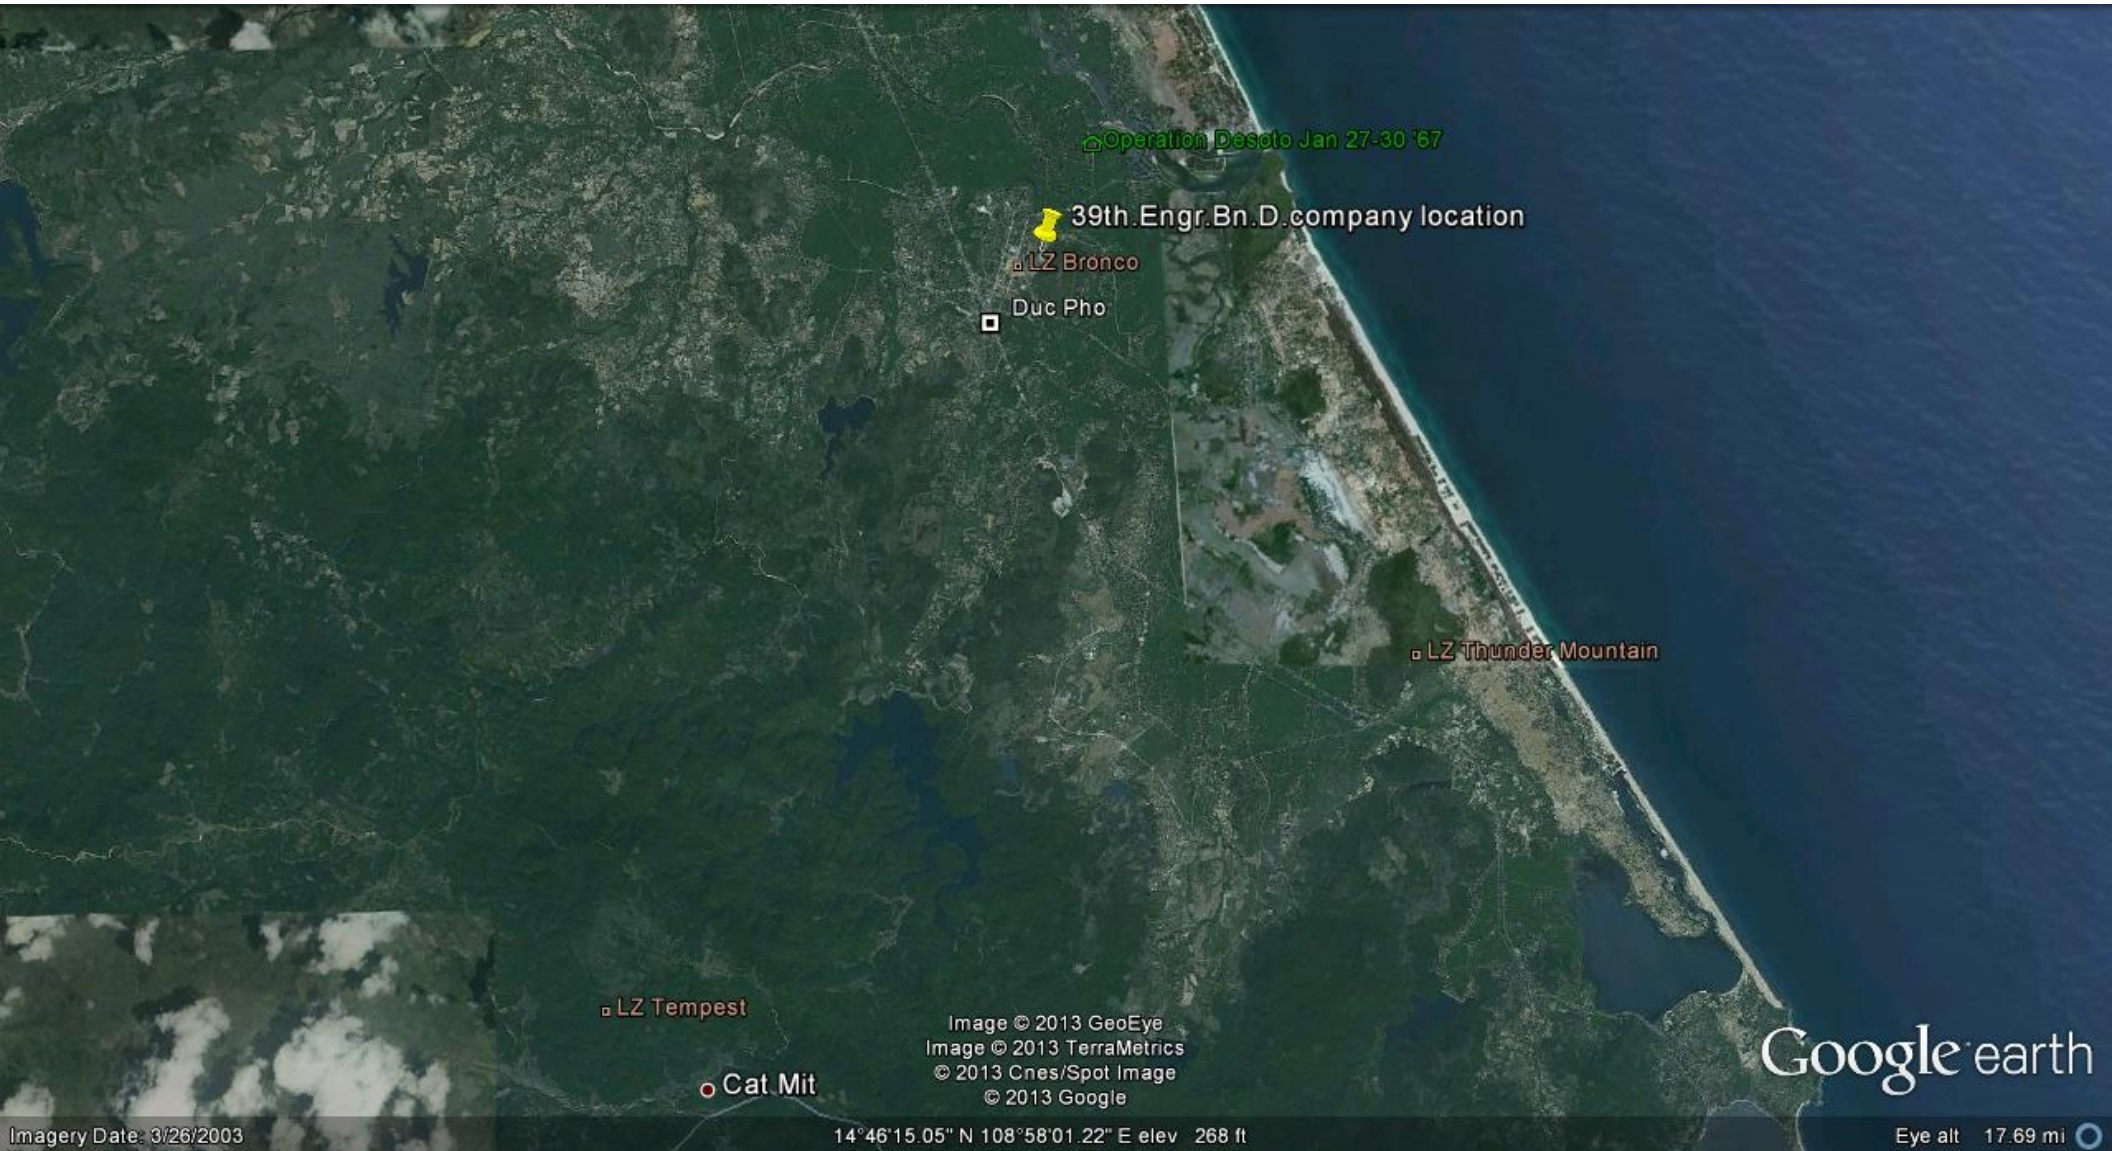 Operation Desoto Jan 27-30 '67
39th.Engr.Bn.D.company location
LZ Bronco
Duc Pho
LZ Thunder Mountain
LZ Tempest
Cat Mit
Image © 2013 GeoEye
Image © 2013 TerraMetrics
© 2013 Cnes/Spot Image
© 2013 Google
Google earth
Imagery Date: 3/26/2003
14°46'15.05" N 108°58'01.22" E elev 268 ft
Eye alt 17.69 mi